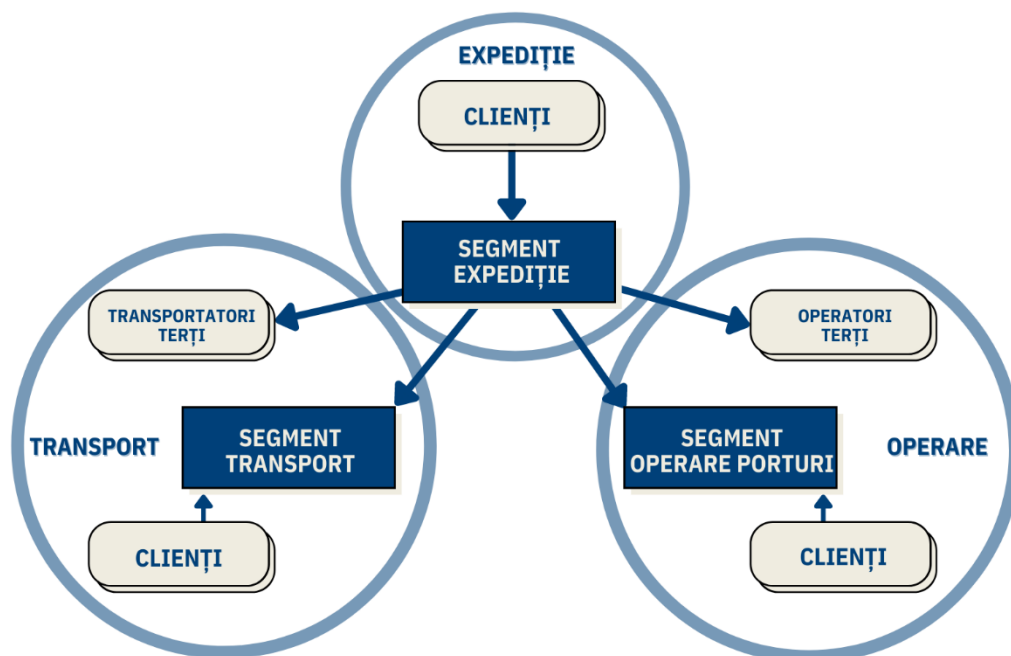 EXPEDIȚIE
CLIENȚI
SEGMENT
EXPEDIȚIE
TRANSPORTATORI
TERȚI
OPERATORI
TERȚI
TRANSPORT
SEGMENT
TRANSPORT
SEGMENT
OPERARE PORTURI
OPERARE
CLIENȚI
CLIENȚI